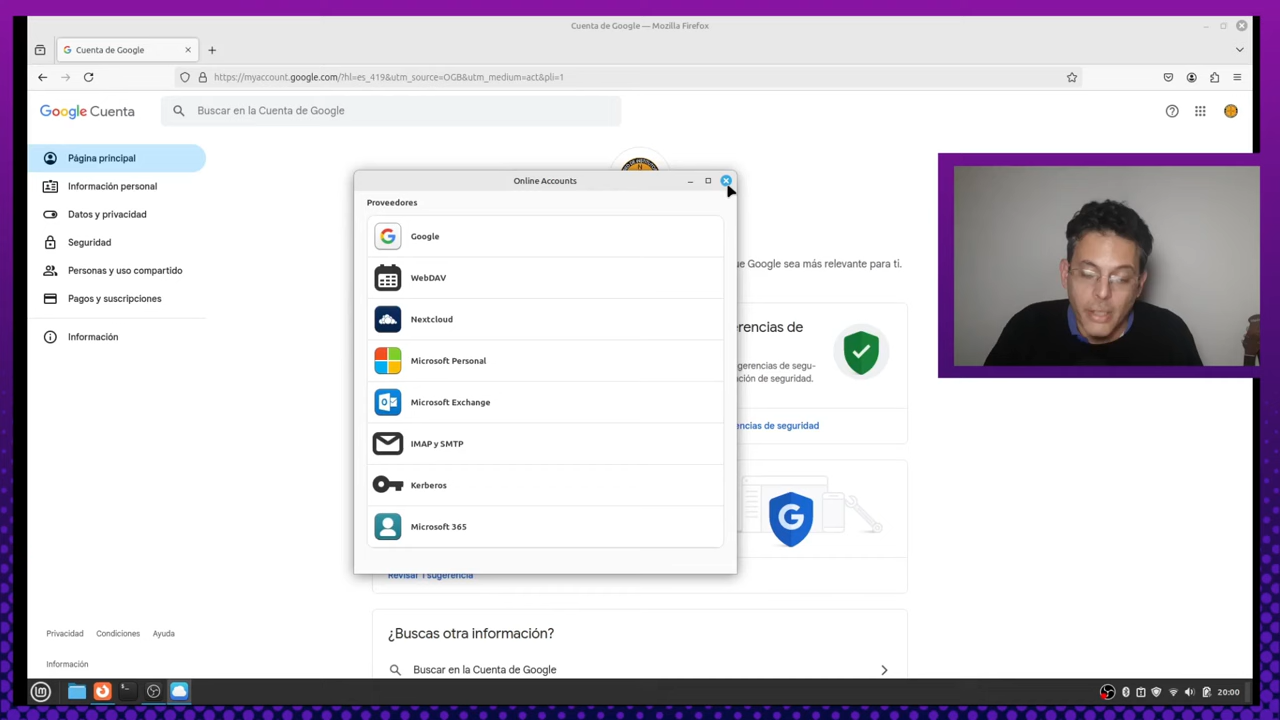 Cuenta de Google — Mozilla Firefox
Cuenta de Google
https://myaccount.google.com/?hl=es_419&utm_source=OGB&utm_medium=act&pli=1
Google Cuenta
Buscar en la Cuenta de Google
Página principal
Información personal
Datos y privacidad
Seguridad
Personas y uso compartido
Pagos y suscripciones
Información
Online Accounts
Proveedores
Google
WebDAV
Nextcloud
Microsoft Personal
Microsoft Exchange
IMAP y SMTP
Kerberos
Microsoft 365
que Google sea más relevante para ti.
erencias de
gerencias de segu-
ción de seguridad.
encias de seguridad
Revisar 1 sugerencia
¿Buscas otra información?
Buscar en la Cuenta de Google
Privacidad Condiciones Ayuda
Información
20:00